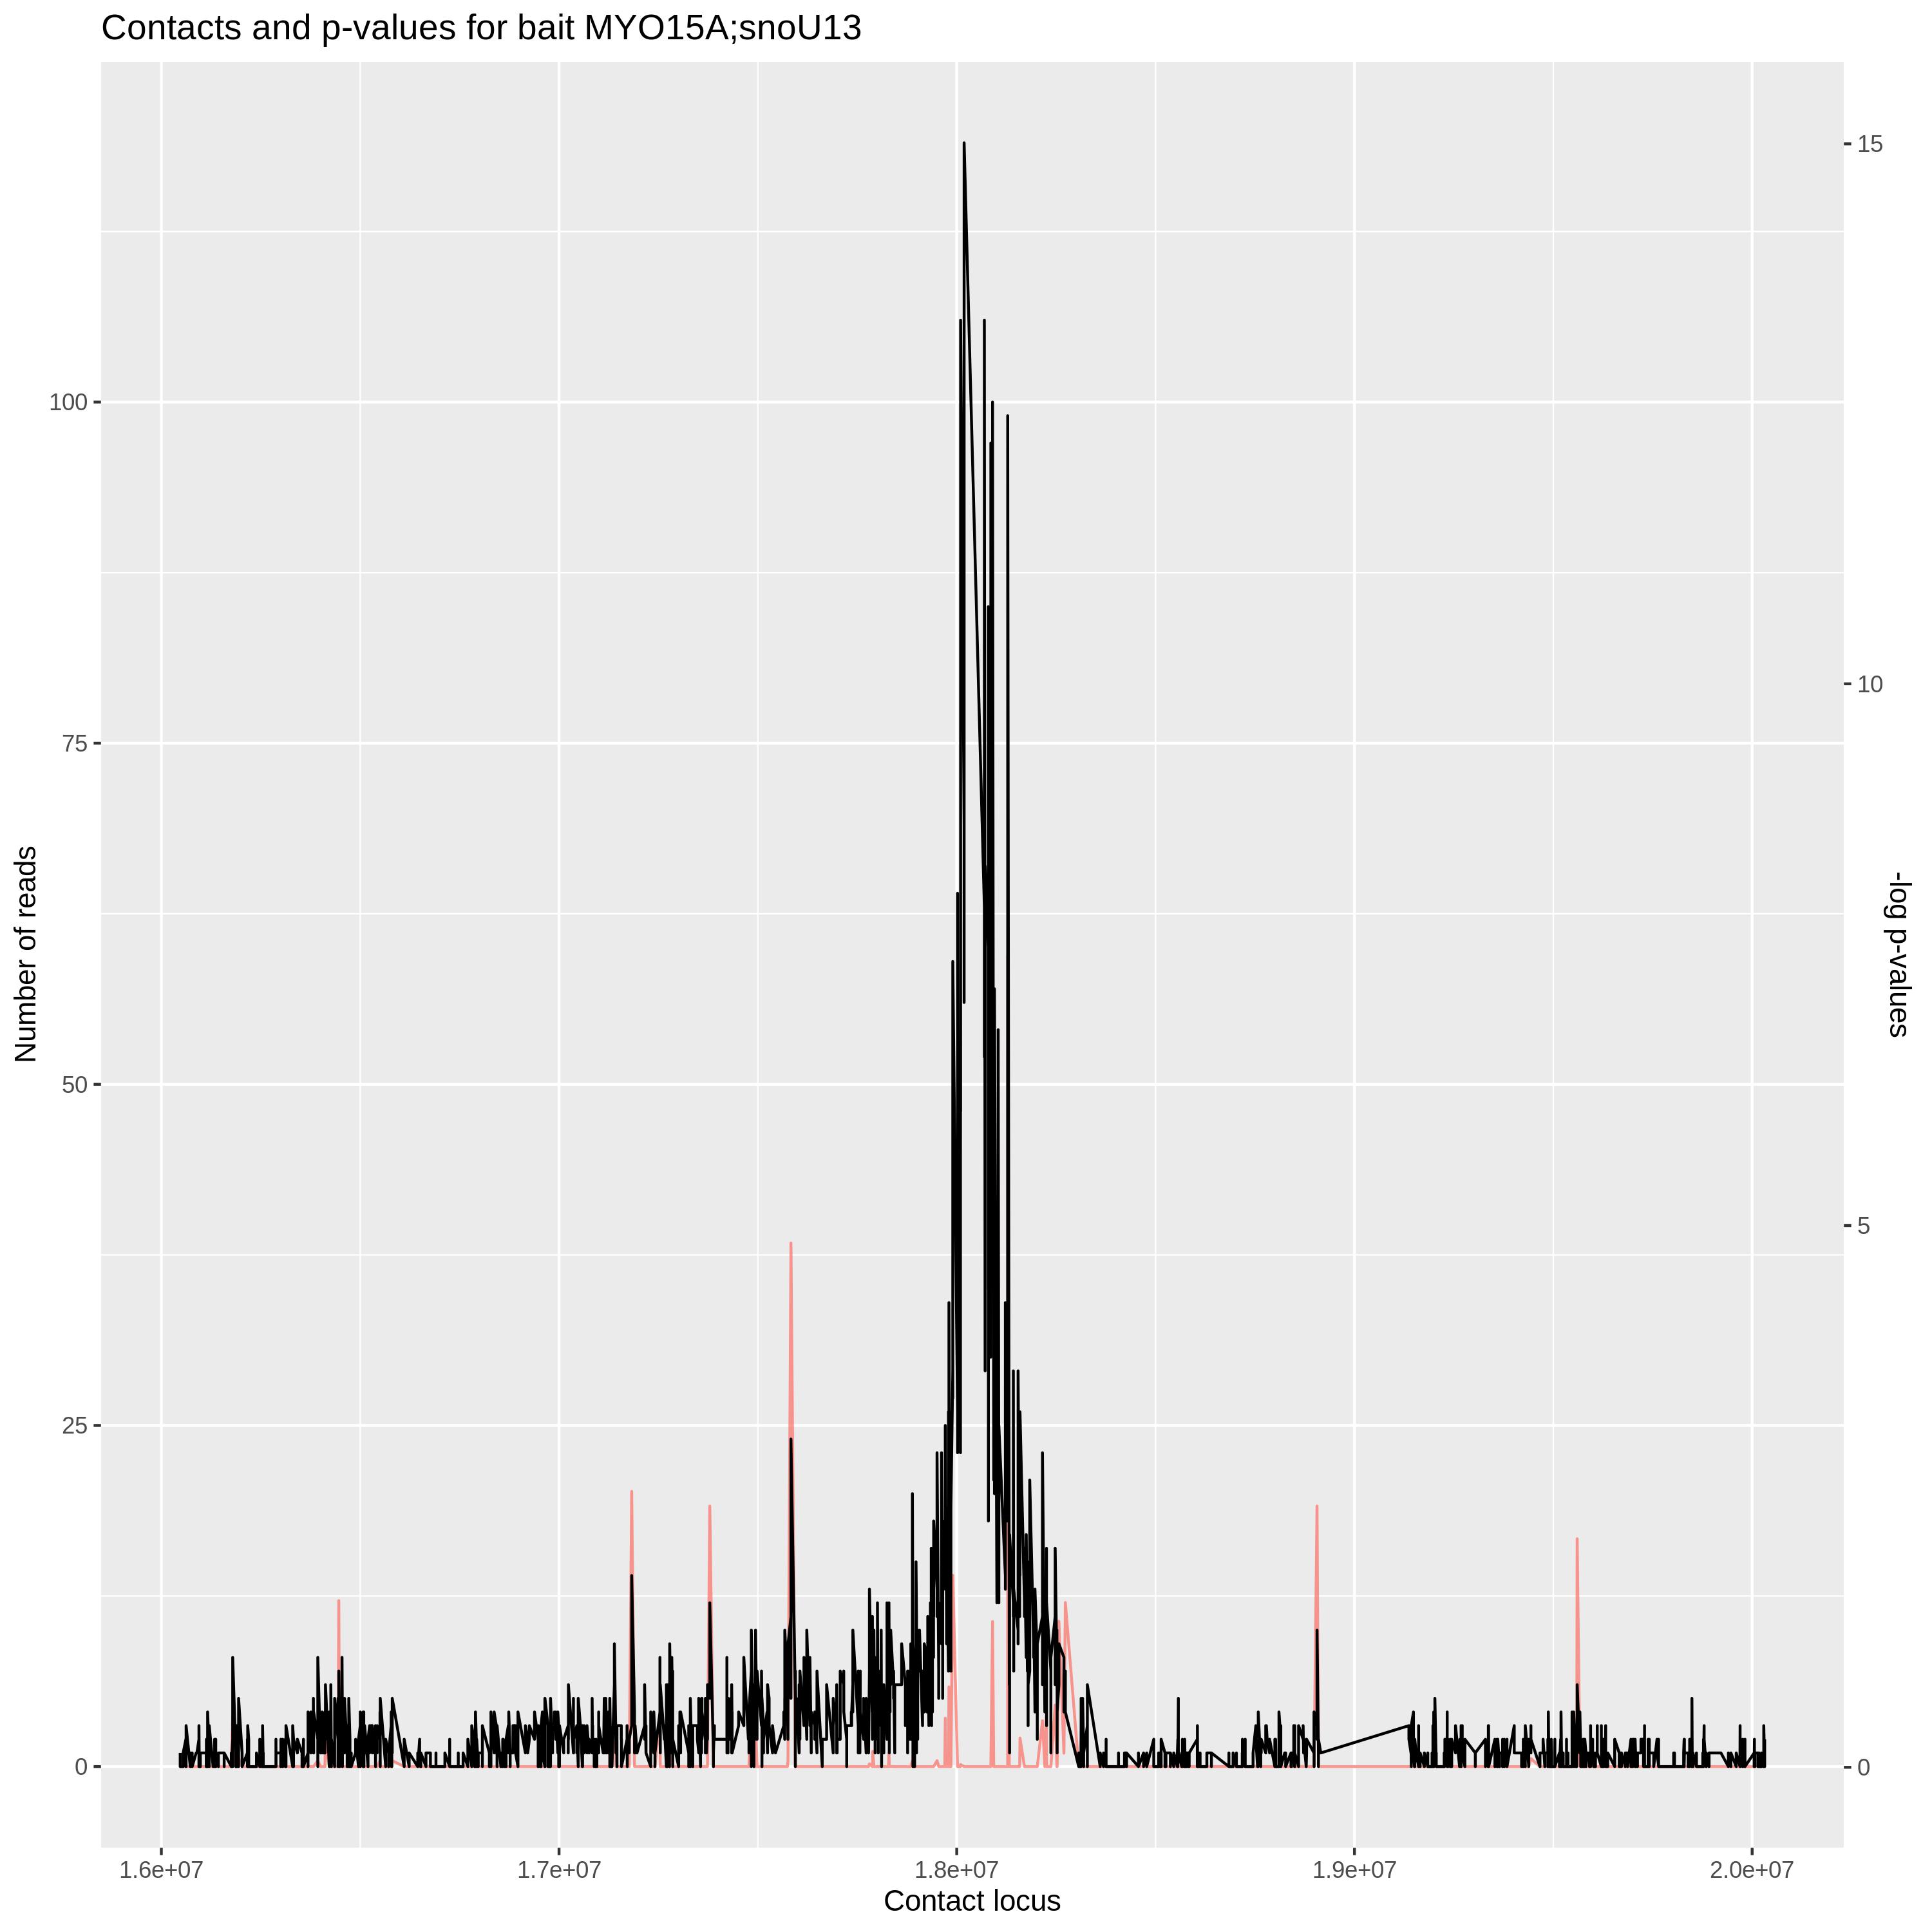 Contacts and p-values for bait MYO15A;snoU13
Number of reads
100
75
50
25
0
15
10
5
0
-log p-values
1.6e+07 1.7e+07 1.8e+07 1.9e+07 2.0e+07
Contact locus